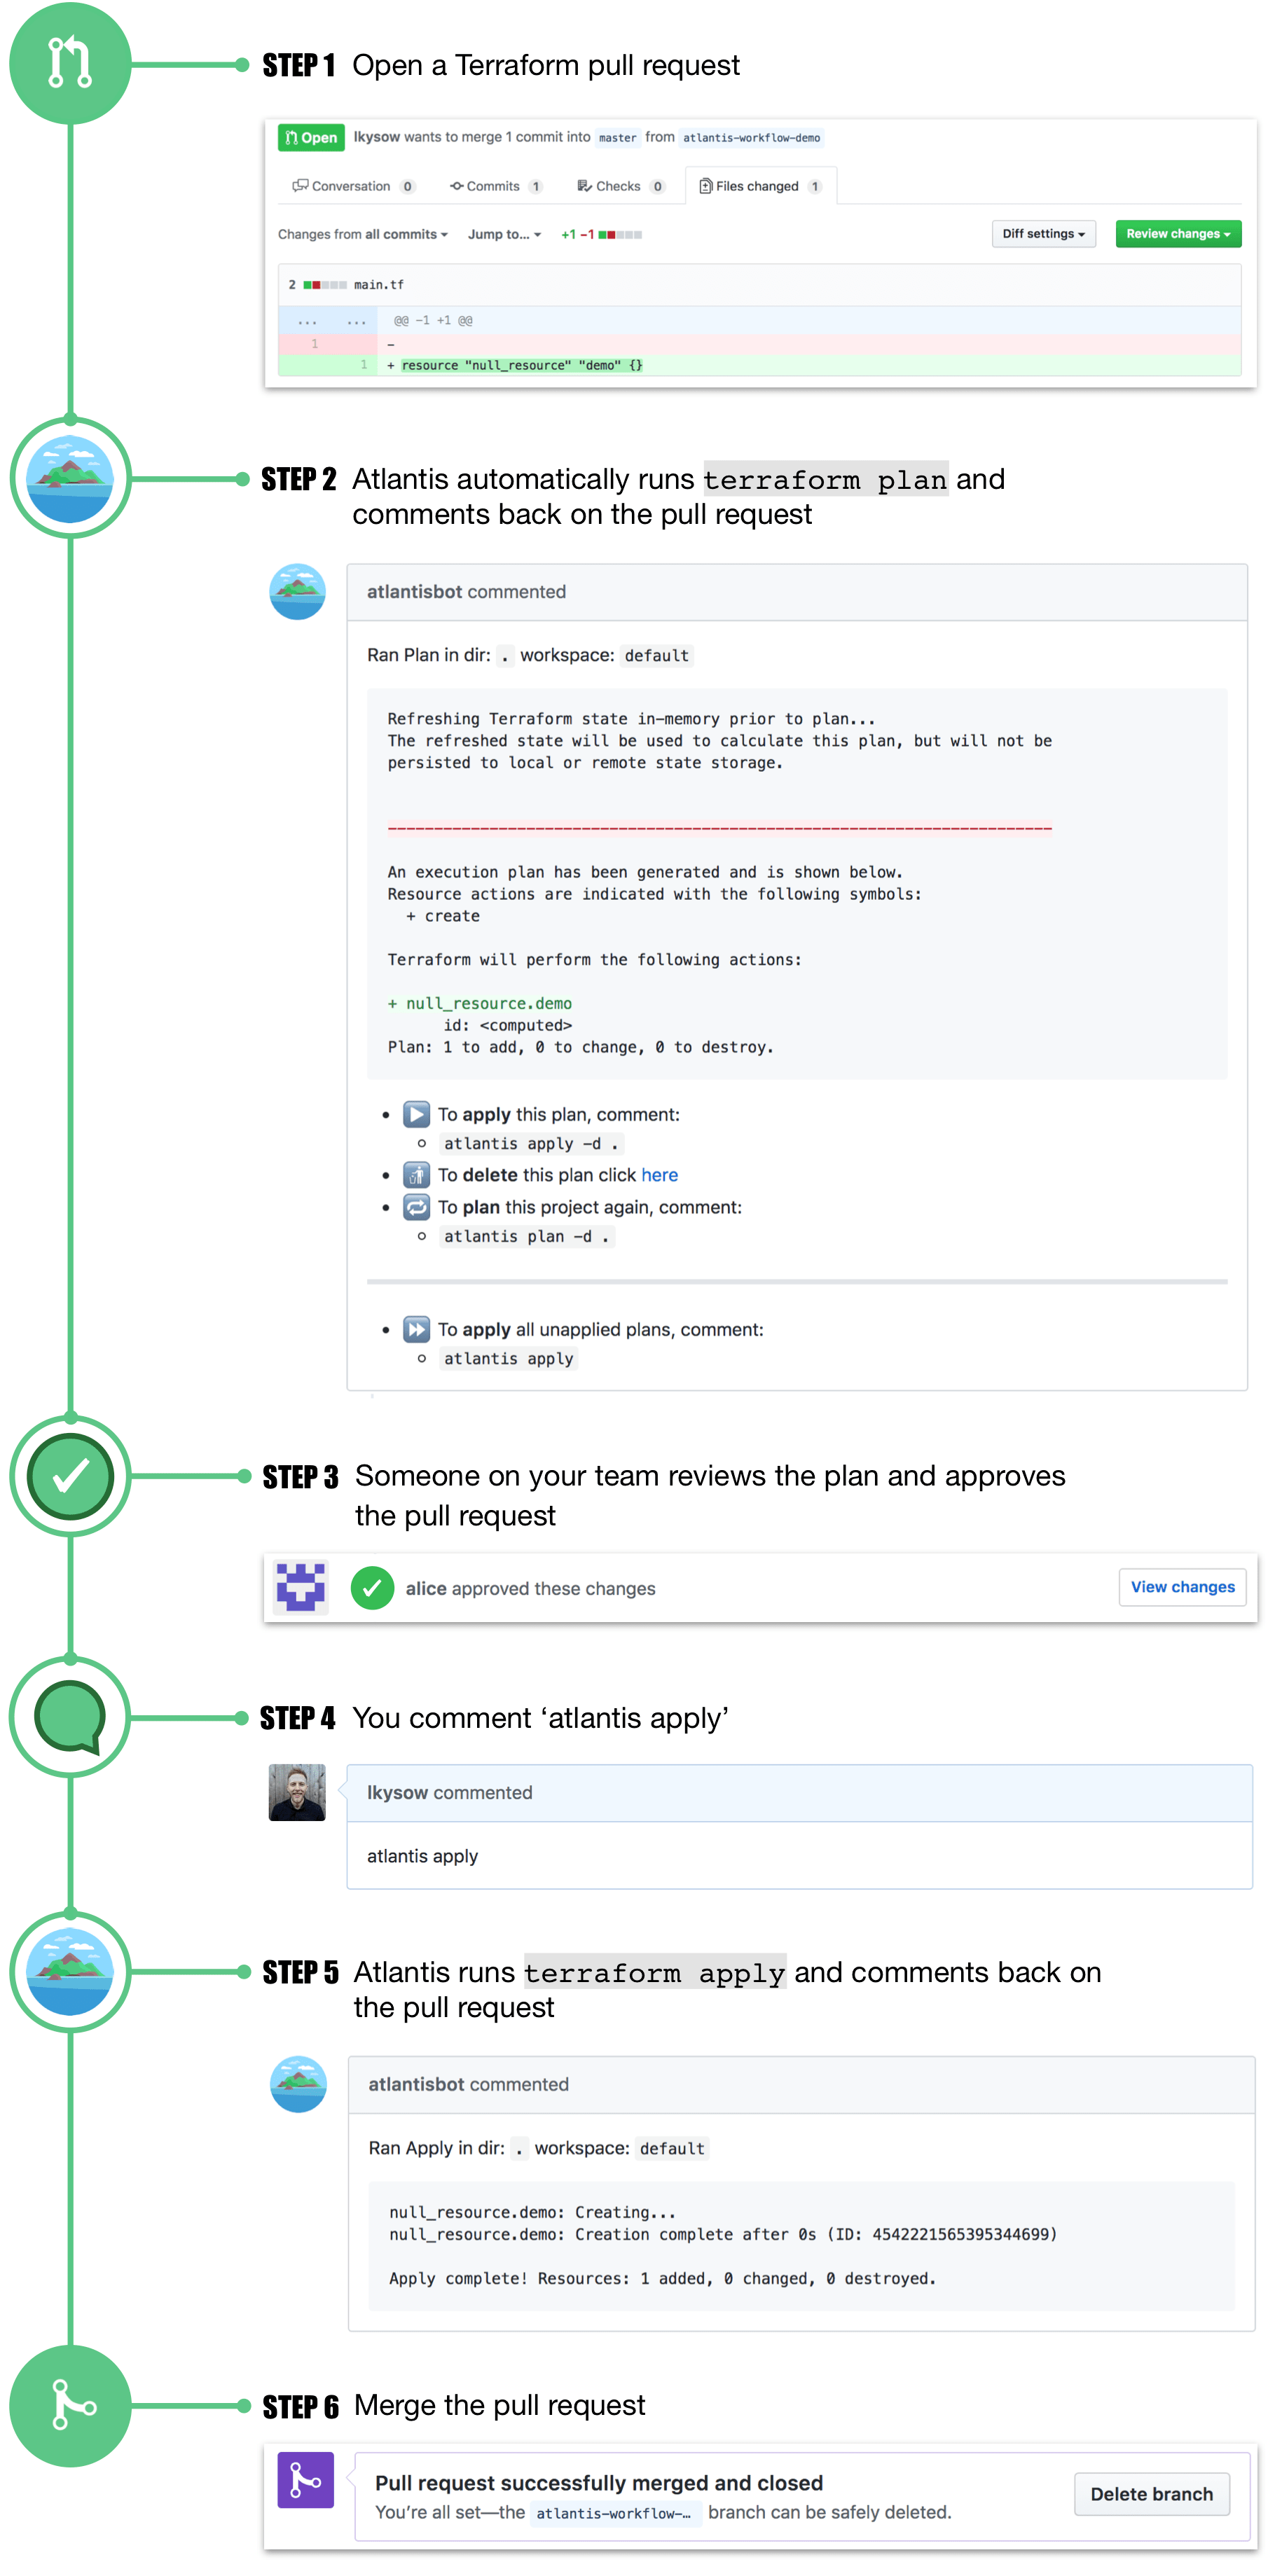 STEP 1 Open a Terraform pull request
Open lkysow wants to merge 1 commit into master from atlantis-workflow-demo
Conversation 0 Commits 1 Checks 0 Files changed 1
Changes from all commits Jump to... +1 −1 Diff settings Review changes
2 main.tf
... ... @@ -1 +1 @@
1 -
1 + resource "null_resource" "demo" {}
STEP 2 Atlantis automatically runs terraform plan and
comments back on the pull request
atlantisbot commented
Ran Plan in dir: . workspace: default
Refreshing Terraform state in-memory prior to plan...
The refreshed state will be used to calculate this plan, but will not be
persisted to local or remote state storage.
------------------------------------------------------------------------
An execution plan has been generated and is shown below.
Resource actions are indicated with the following symbols:
+ create
Terraform will perform the following actions:
+ null_resource.demo
id: <computed>
Plan: 1 to add, 0 to change, 0 to destroy.
• To apply this plan, comment:
○ atlantis apply -d .
• To delete this plan click here
• To plan this project again, comment:
○ atlantis plan -d .
• To apply all unapplied plans, comment:
○ atlantis apply
STEP 3 Someone on your team reviews the plan and approves
the pull request
alice approved these changes View changes
STEP 4 You comment ‘atlantis apply’
lkysow commented
atlantis apply
STEP 5 Atlantis runs terraform apply and comments back on
the pull request
atlantisbot commented
Ran Apply in dir: . workspace: default
null_resource.demo: Creating...
null_resource.demo: Creation complete after 0s (ID: 4542221565395344699)
Apply complete! Resources: 1 added, 0 changed, 0 destroyed.
STEP 6 Merge the pull request
Pull request successfully merged and closed
You’re all set—the atlantis-workflow-… branch can be safely deleted.
Delete branch